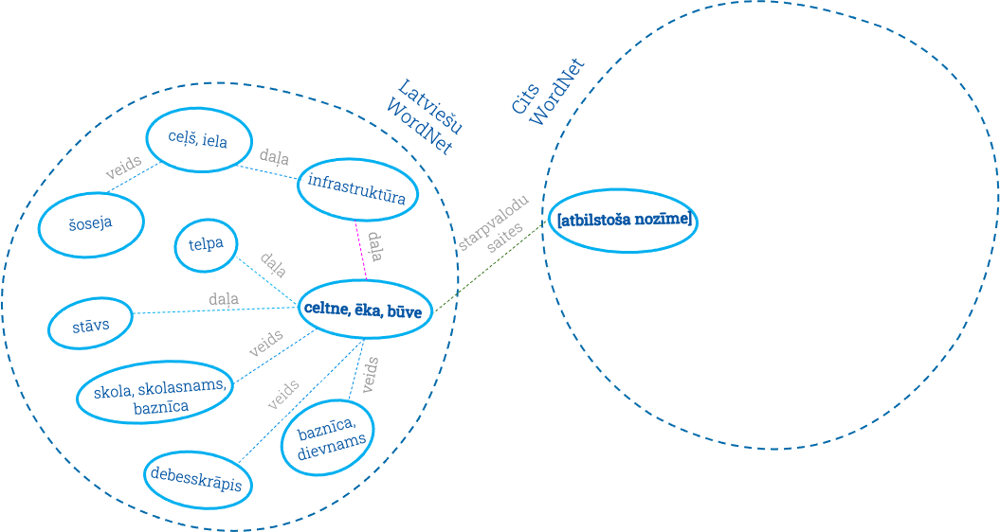 Latviešu
WordNet
Cits
WordNet
ceļš, iela
veids
daļa
infrastruktūra
šoseja
starpvalodu
saites
[atbilstoša nozīme]
telpa
daļa
daļa
daļa
celtne, ēka, būve
stāvs
veids
skola, skolasnams,
baznīca
veids
veids
baznīca,
dievnams
debesskrāpis